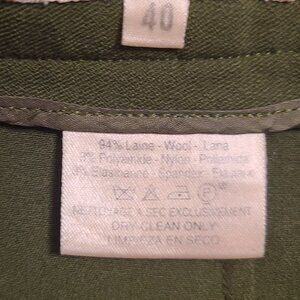 40
94% Laine - Wool - Lana
3% Polyamide - Nylon - Poliamida
3% Elasthanne - Spandex - Elastane
NETTOYAGE A SEC EXCLUSIVEMENT
DRY CLEAN ONLY
LIMPIEZA EN SECO